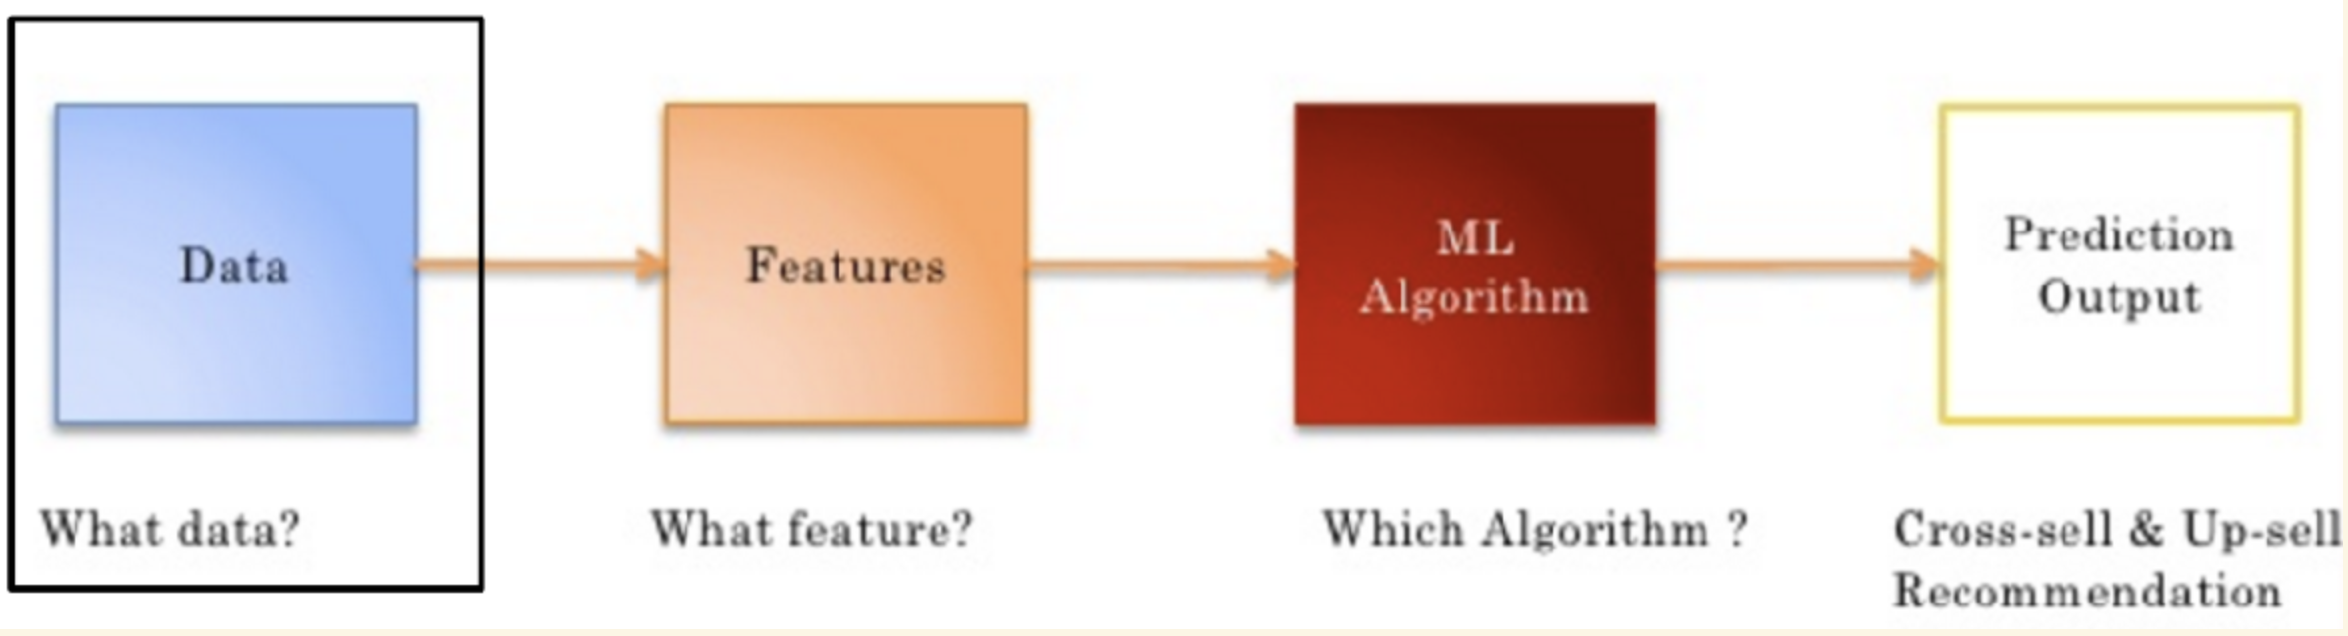 Data
Features
ML
Algorithm
Prediction
Output
What data?
What feature?
Which Algorithm ?
Cross-sell & Up-sell
Recommendation